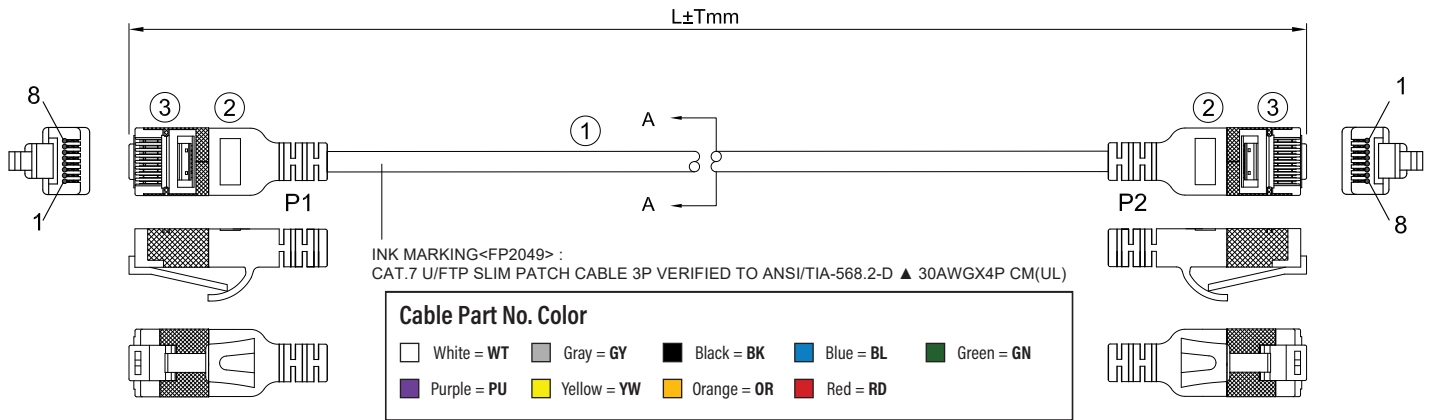 L±Tmm
8
③ ②
①
A
② ③
1
1
P1
A
P2
8
INK MARKING<FP2049> :
CAT.7 U/FTP SLIM PATCH CABLE 3P VERIFIED TO ANSI/TIA-568.2-D ▲ 30AWGX4P CM(UL)
Cable Part No. Color
White = WT Gray = GY Black = BK Blue = BL Green = GN
Purple = PU Yellow = YW Orange = OR Red = RD